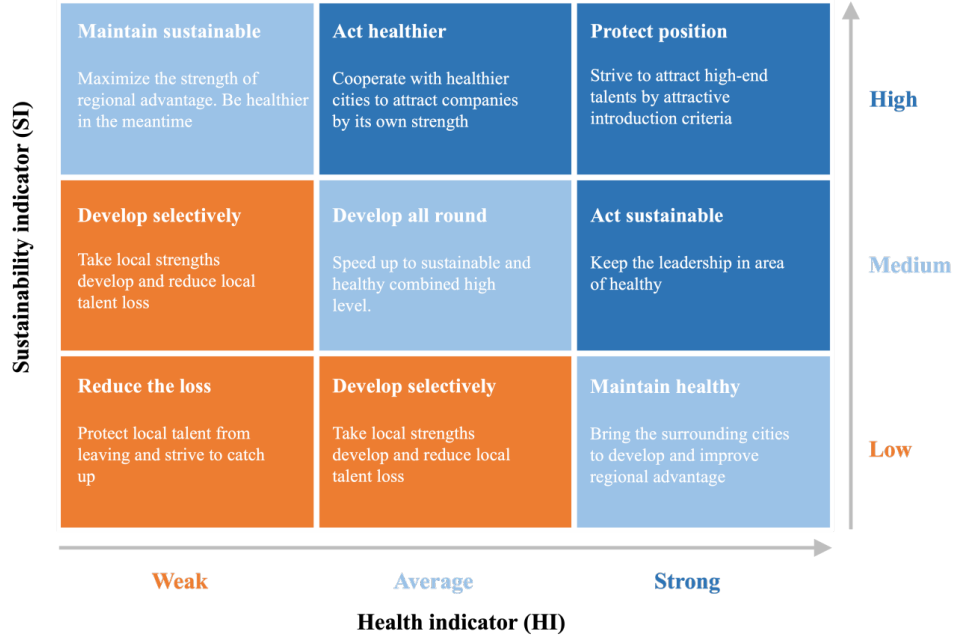 Sustainability indicator (SI)
Maintain sustainable
Maximize the strength of
regional advantage. Be healthier
in the meantime
Act healthier
Cooperate with healthier
cities to attract companies
by its own strength
Protect position
Strive to attract high-end
talents by attractive
introduction criteria
High
Develop selectively
Take local strengths
develop and reduce local
talent loss
Develop all round
Speed up to sustainable and
healthy combined high
level.
Act sustainable
Keep the leadership in area
of healthy
Medium
Reduce the loss
Protect local talent from
leaving and strive to catch
up
Develop selectively
Take local strengths
develop and reduce local
talent loss
Maintain healthy
Bring the surrounding cities
to develop and improve
regional advantage
Low
Weak
Average
Strong
Health indicator (HI)